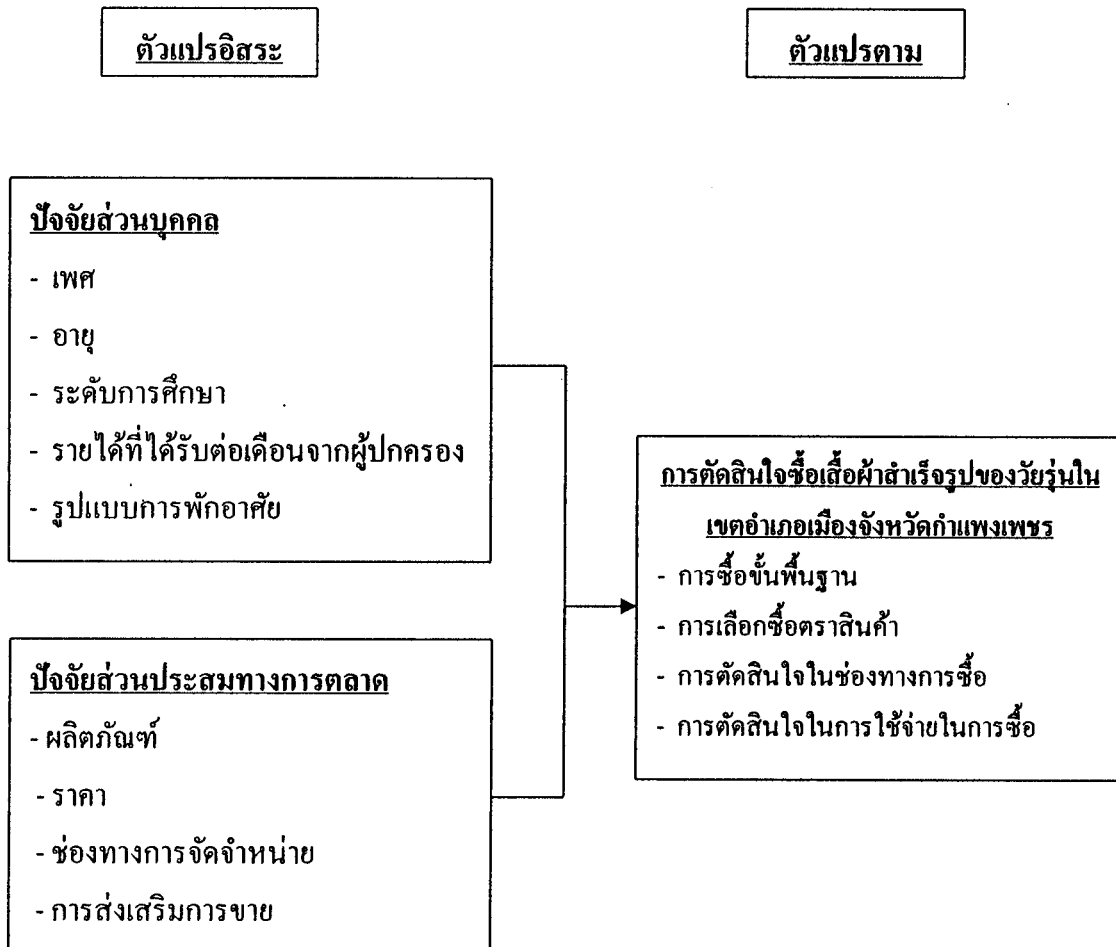 ตัวแปรอิสระ
ตัวแปรตาม
ปัจจัยส่วนบุคคล
- เพศ
- อายุ
- ระดับการศึกษา
- รายได้ที่ได้รับต่อเดือนจากผู้ปกครอง
- รูปแบบการพักอาศัย
ปัจจัยส่วนประสมทางการตลาด
- ผลิตภัณฑ์
- ราคา
- ช่องทางการจัดจำหน่าย
- การส่งเสริมการขาย
การตัดสินใจซื้อเสื้อผ้าสำเร็จรูปของวัยรุ่นใน
เขตอำเภอเมืองจังหวัดกำแพงเพชร
- การซื้อขั้นพื้นฐาน
- การเลือกซื้อตราสินค้า
- การตัดสินใจในช่องทางการซื้อ
- การตัดสินใจในการใช้จ่ายในการซื้อ